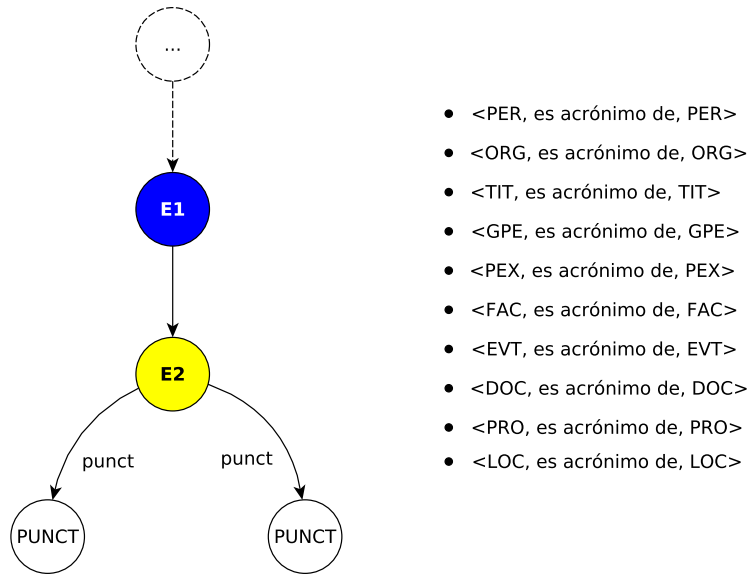 ...
E1
E2
punct
punct
PUNCT
PUNCT
• <PER, es acrónimo de, PER>
• <ORG, es acrónimo de, ORG>
• <TIT, es acrónimo de, TIT>
• <GPE, es acrónimo de, GPE>
• <PEX, es acrónimo de, PEX>
• <FAC, es acrónimo de, FAC>
• <EVT, es acrónimo de, EVT>
• <DOC, es acrónimo de, DOC>
• <PRO, es acrónimo de, PRO>
• <LOC, es acrónimo de, LOC>